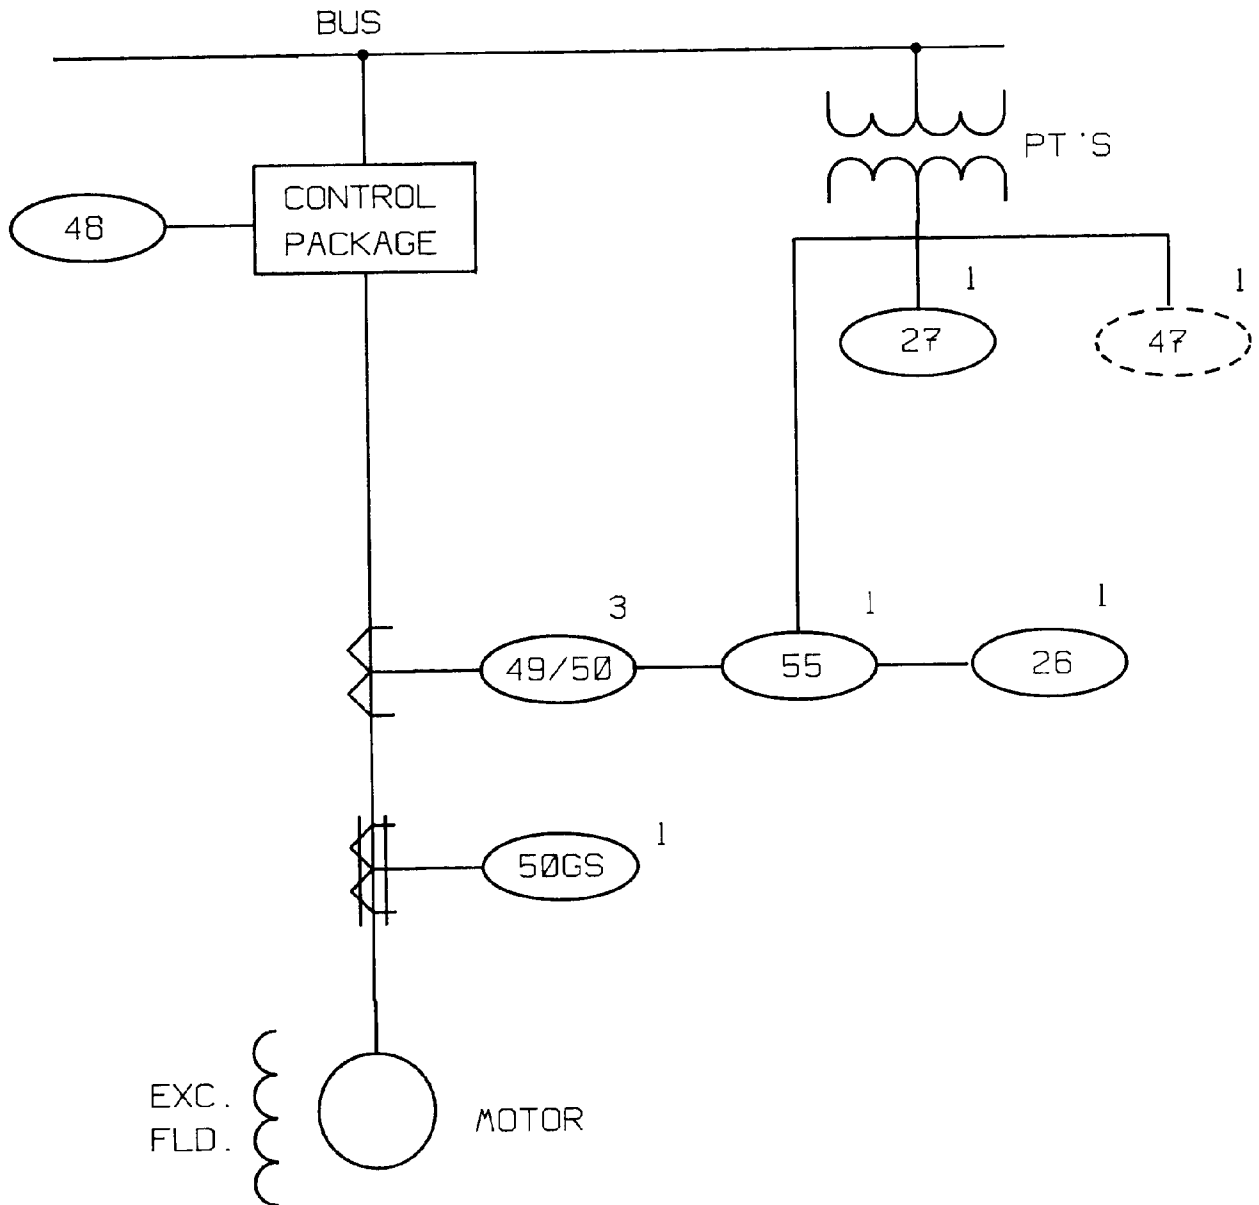 BUS
PT'S
CONTROL
PACKAGE
48
1
1
27
47
3
1
1
49/50
55
26
1
50GS
EXC.
FLD.
MOTOR